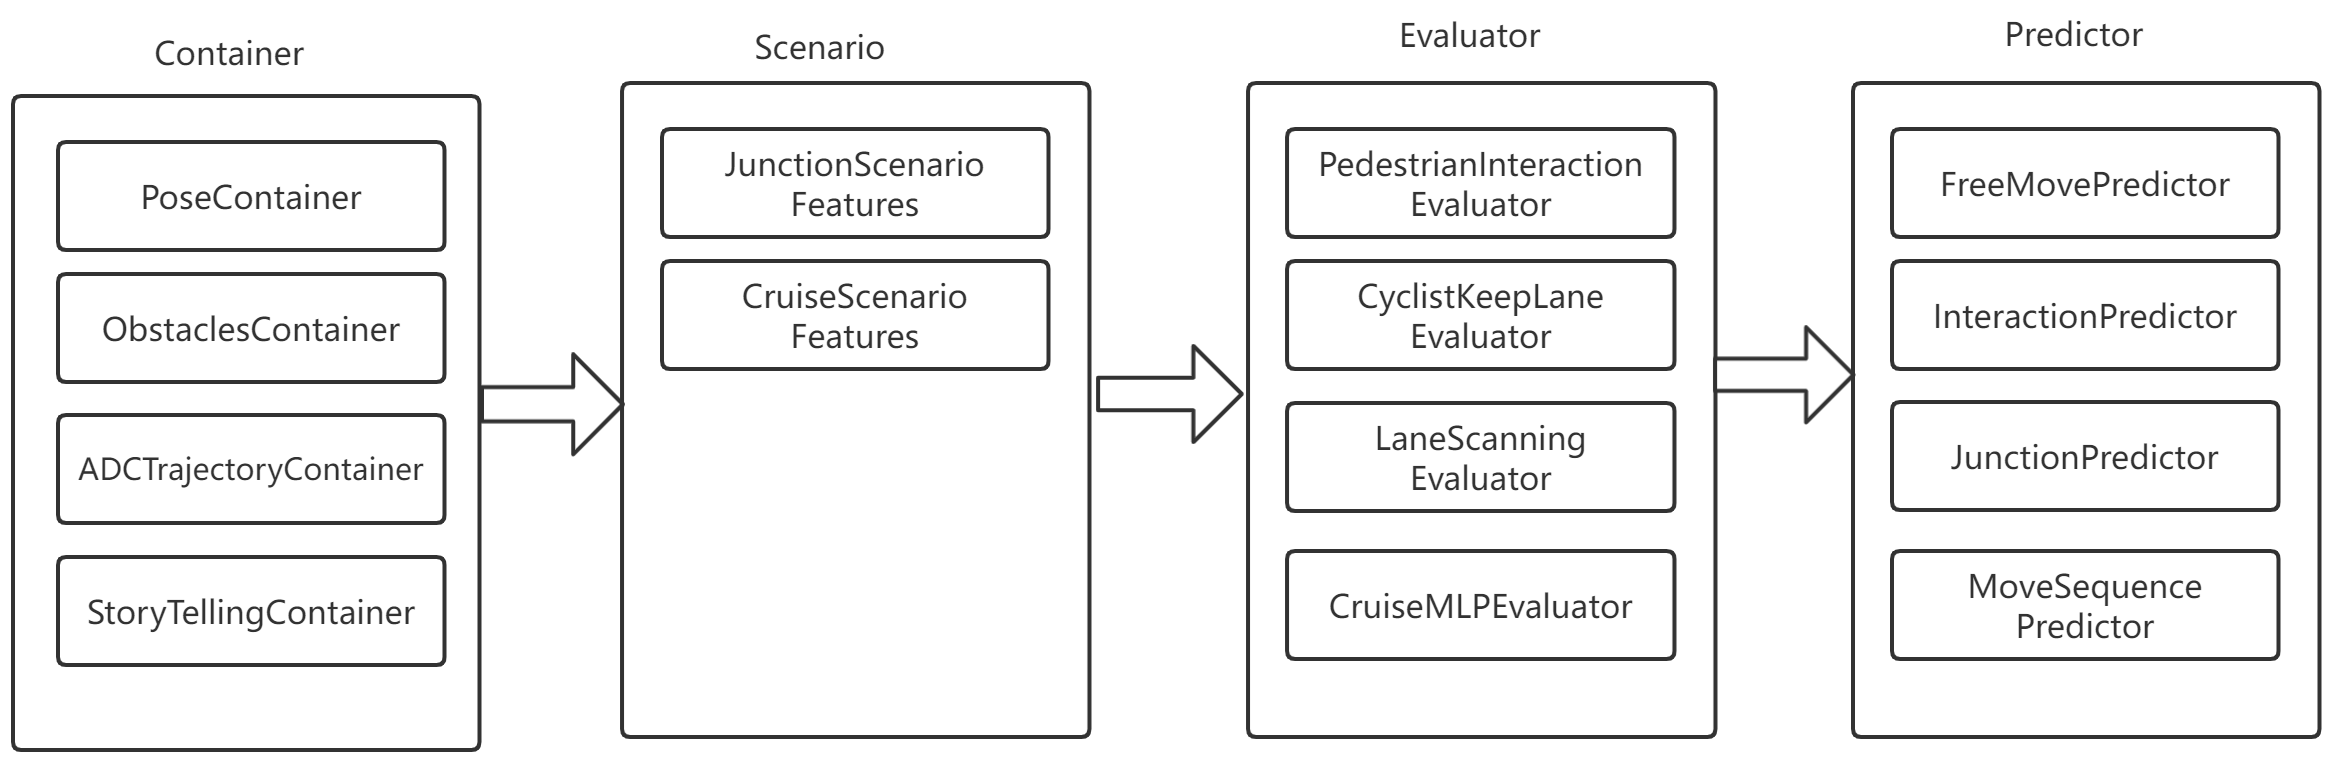 Container
PoseContainer
ObstaclesContainer
ADCTrajectoryContainer
StoryTellingContainer
Scenario
JunctionScenario
Features
CruiseScenario
Features
Evaluator
PedestrianInteraction
Evaluator
CyclistKeepLane
Evaluator
LaneScanning
Evaluator
CruiseMLPEvaluator
Predictor
FreeMovePredictor
InteractionPredictor
JunctionPredictor
MoveSequence
Predictor